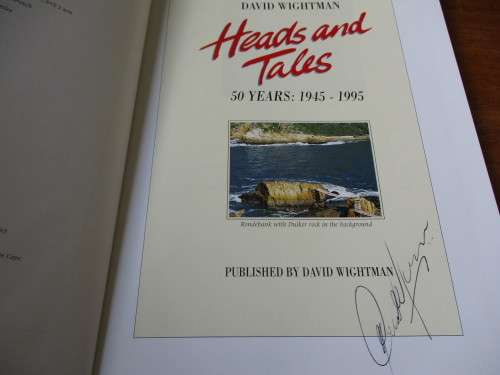 DAVID WIGHTMAN
Heads and
Tales
50 YEARS: 1945 - 1995
Rondebank with Duiker rock in the background
PUBLISHED BY DAVID WIGHTMAN